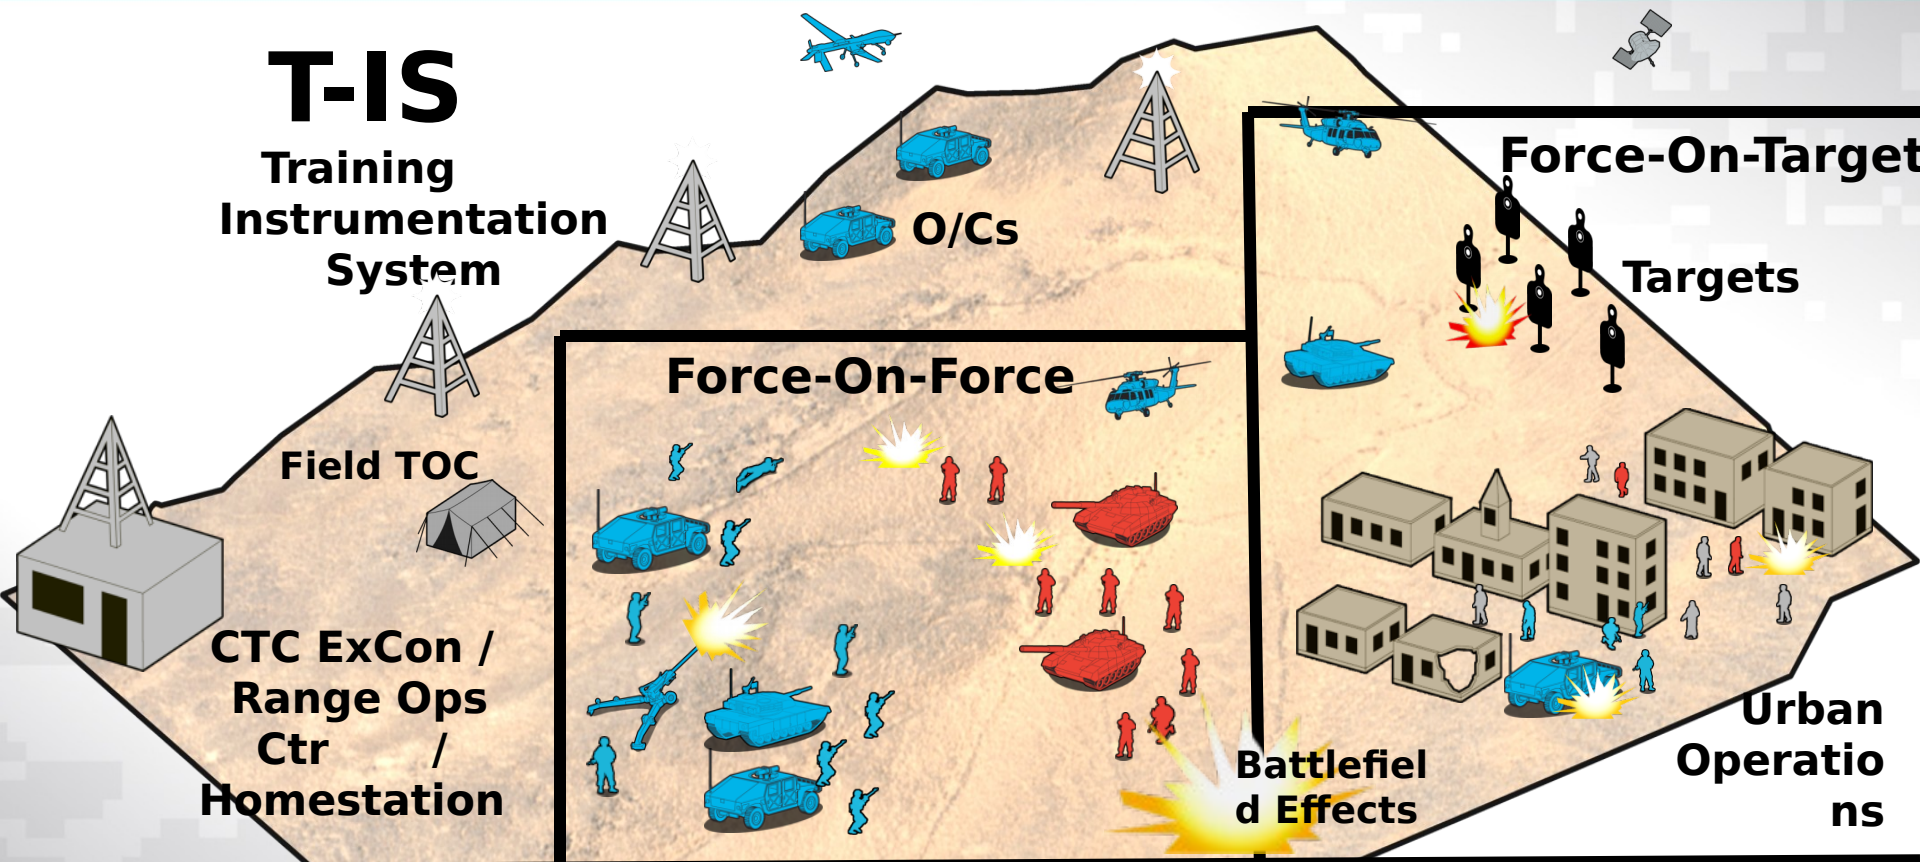 T-IS
Training
Instrumentation
System
O/Cs
Force-On-Target
Targets
Force-On-Force
Field TOC
CTC ExCon /
Range Ops
Ctr /
Homestation
Battlefiel
d Effects
Urban
Operatio
ns